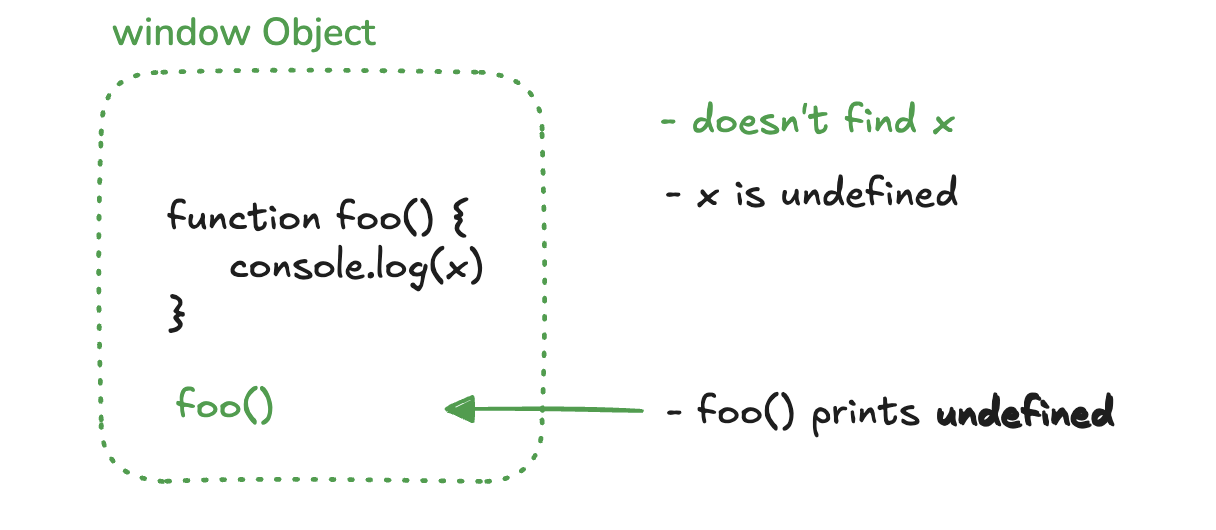 window Object
- doesn't find x
- x is undefined
function foo() {
console.log(x)
}
foo()
- foo() prints undefined